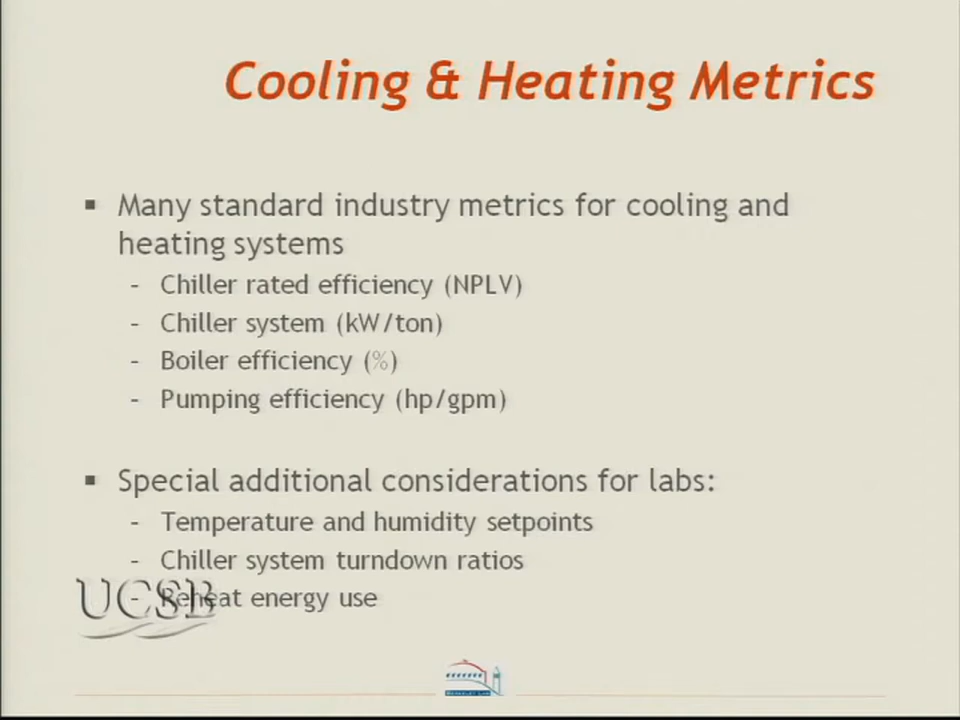 Cooling & Heating Metrics
▪ Many standard industry metrics for cooling and
heating systems
- Chiller rated efficiency (NPLV)
- Chiller system (kW/ton)
- Boiler efficiency (%)
- Pumping efficiency (hp/gpm)
▪ Special additional considerations for labs:
- Temperature and humidity setpoints
- Chiller system turndown ratios
- Reheat energy use
UCSB
BERKELEY LAB